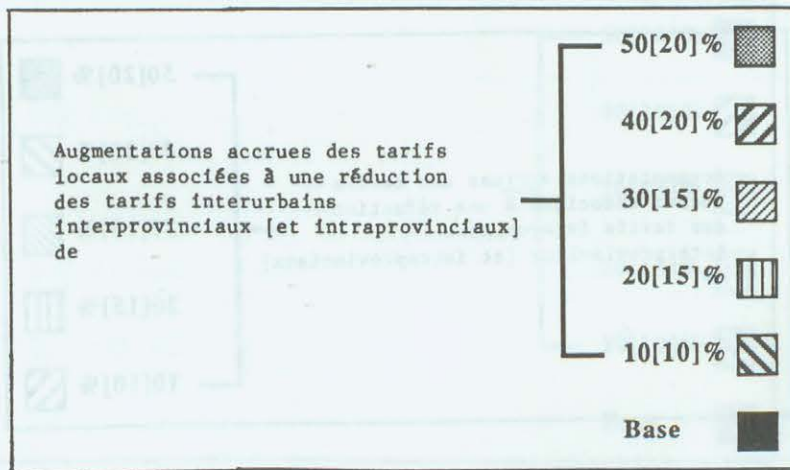 50[20]%
40[20]%
Augmentations accrues des tarifs
locaux associées à une réduction
des tarifs interurbains
interprovinciaux [et intraprovinciaux]
de
30[15]%
20[15]%
10[10]%
Base